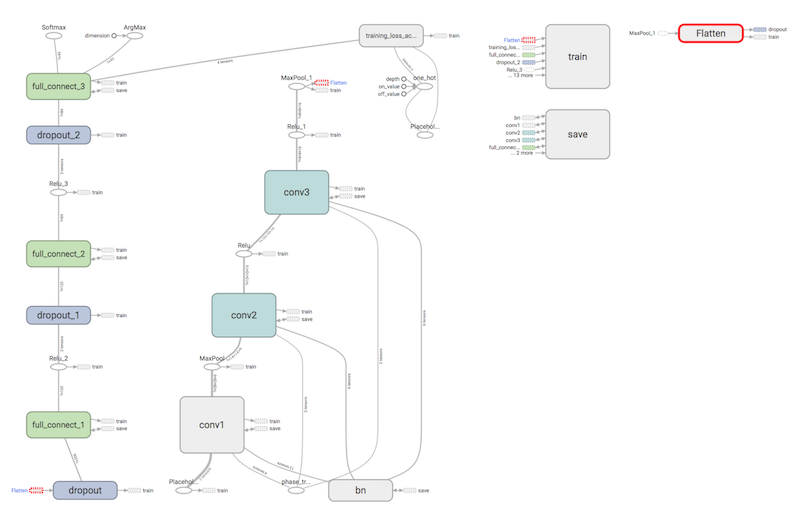 Softmax
ArgMax
dimension
training_loss_ac...
train
Flatten
training_los...
full_connec...
dropout_2
Relu_3
... 13 more
train
MaxPool_1
Flatten
dropout
train
4 tensors
full_connect_3
train
save
MaxPool_1
Flatten
train
depth
on_value
off_value
one_hot
bn
conv1
conv2
conv3
full_connec...
... 2 more
save
dropout_2
train
Relu_1
train
Placehol...
2 tensors
Relu_3
train
conv3
train
save
full_connect_2
train
save
Relu
train
dropout_1
train
conv2
train
save
2 tensors
Relu_2
train
MaxPool
train
full_connect_1
train
save
conv1
train
save
Flatten
dropout
train
Placehol...
train
phase_tr...
bn
save